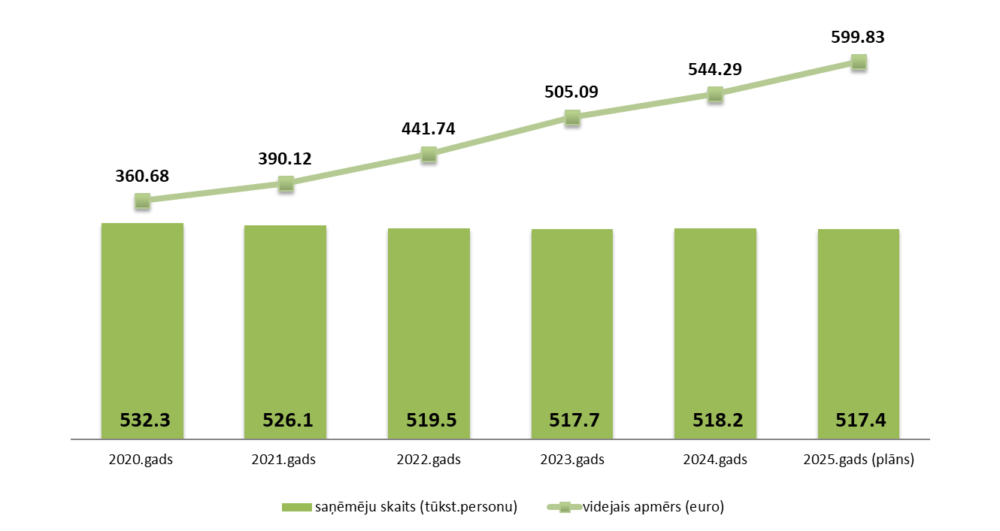 599.83
544.29
505.09
441.74
390.12
360.68
532.3 526.1 519.5 517.7 518.2 517.4
2020.gads 2021.gads 2022.gads 2023.gads 2024.gads 2025.gads (plāns)
saņēmēju skaits (tūkst.personu) videjais apmērs (euro)